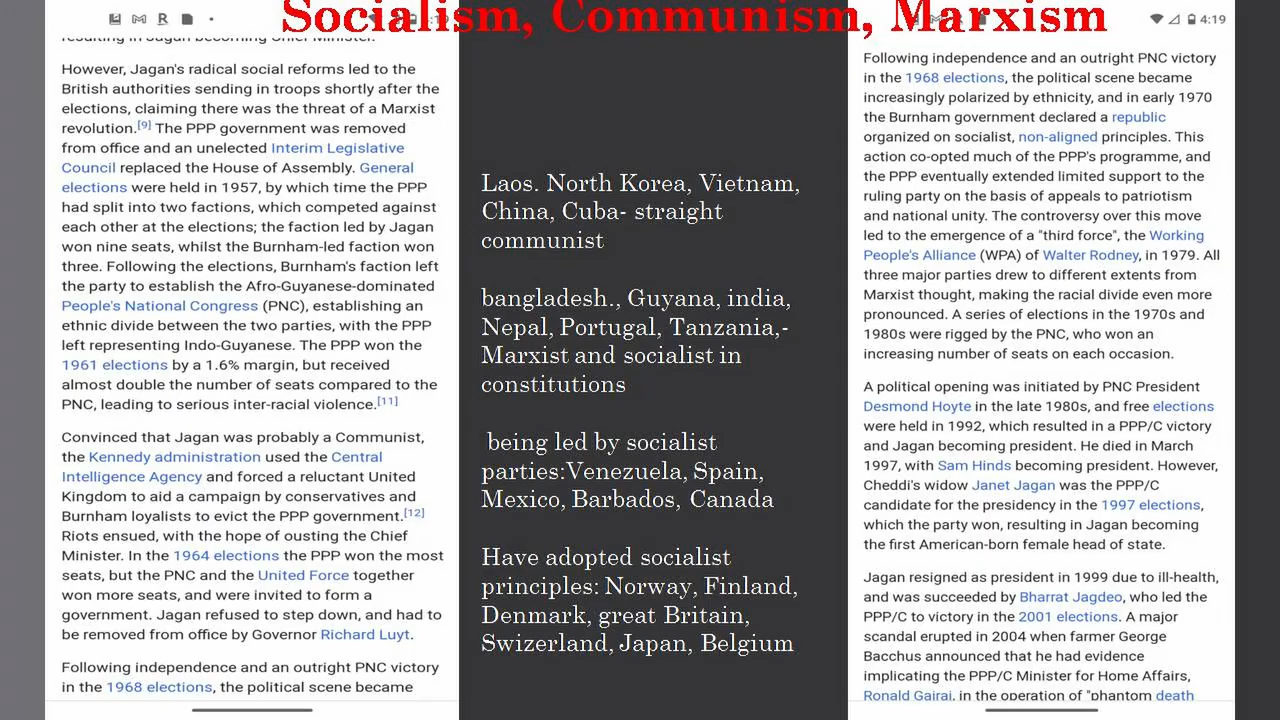 Socialism, Communism, Marxism
resulting in Jagan becoming Chief Minister.
However, Jagan's radical social reforms led to the
British authorities sending in troops shortly after the
elections, claiming there was the threat of a Marxist
revolution.[9] The PPP government was removed
from office and an unelected Interim Legislative
Council replaced the House of Assembly. General
elections were held in 1957, by which time the PPP
had split into two factions, which competed against
each other at the elections; the faction led by Jagan
won nine seats, whilst the Burnham-led faction won
three. Following the elections, Burnham's faction left
the party to establish the Afro-Guyanese-dominated
People's National Congress (PNC), establishing an
ethnic divide between the two parties, with the PPP
left representing Indo-Guyanese. The PPP won the
1961 elections by a 1.6% margin, but received
almost double the number of seats compared to the
PNC, leading to serious inter-racial violence.[11]
Convinced that Jagan was probably a Communist,
the Kennedy administration used the Central
Intelligence Agency and forced a reluctant United
Kingdom to aid a campaign by conservatives and
Burnham loyalists to evict the PPP government.[12]
Riots ensued, with the hope of ousting the Chief
Minister. In the 1964 elections the PPP won the most
seats, but the PNC and the United Force together
won more seats, and were invited to form a
government. Jagan refused to step down, and had to
be removed from office by Governor Richard Luyt.
Following independence and an outright PNC victory
in the 1968 elections, the political scene became
Laos. North Korea, Vietnam,
China, Cuba- straight
communist
bangladesh., Guyana, india,
Nepal, Portugal, Tanzania,-
Marxist and socialist in
constitutions
being led by socialist
parties:Venezuela, Spain,
Mexico, Barbados, Canada
Have adopted socialist
principles: Norway, Finland,
Denmark, great Britain,
Swizerland, Japan, Belgium
4:19
Following independence and an outright PNC victory
in the 1968 elections, the political scene became
increasingly polarized by ethnicity, and in early 1970
the Burnham government declared a republic
organized on socialist, non-aligned principles. This
action co-opted much of the PPP's programme, and
the PPP eventually extended limited support to the
ruling party on the basis of appeals to patriotism
and national unity. The controversy over this move
led to the emergence of a "third force", the Working
People's Alliance (WPA) of Walter Rodney, in 1979. All
three major parties drew to different extents from
Marxist thought, making the racial divide even more
pronounced. A series of elections in the 1970s and
1980s were rigged by the PNC, who won an
increasing number of seats on each occasion.
A political opening was initiated by PNC President
Desmond Hoyte in the late 1980s, and free elections
were held in 1992, which resulted in a PPP/C victory
and Jagan becoming president. He died in March
1997, with Sam Hinds becoming president. However,
Cheddi's widow Janet Jagan was the PPP/C
candidate for the presidency in the 1997 elections,
which the party won, resulting in Jagan becoming
the first American-born female head of state.
Jagan resigned as president in 1999 due to ill-health,
and was succeeded by Bharrat Jagdeo, who led the
PPP/C to victory in the 2001 elections. A major
scandal erupted in 2004 when farmer George
Bacchus announced that he had evidence
implicating the PPP/C Minister for Home Affairs,
Ronald Gajraj, in the operation of "phantom death